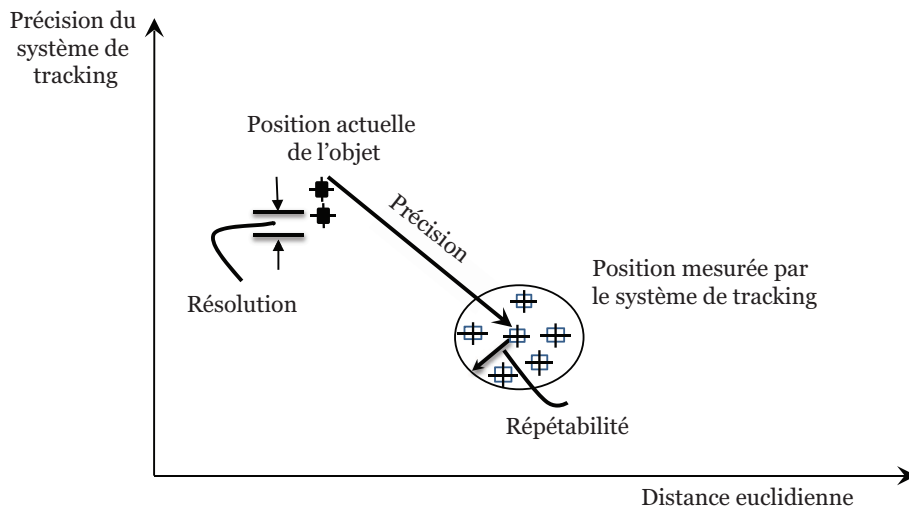 Précision du
système de
tracking
Position actuelle
de l’objet
Précision
Résolution
Position mesurée par
le système de tracking
Répétabilité
Distance euclidienne